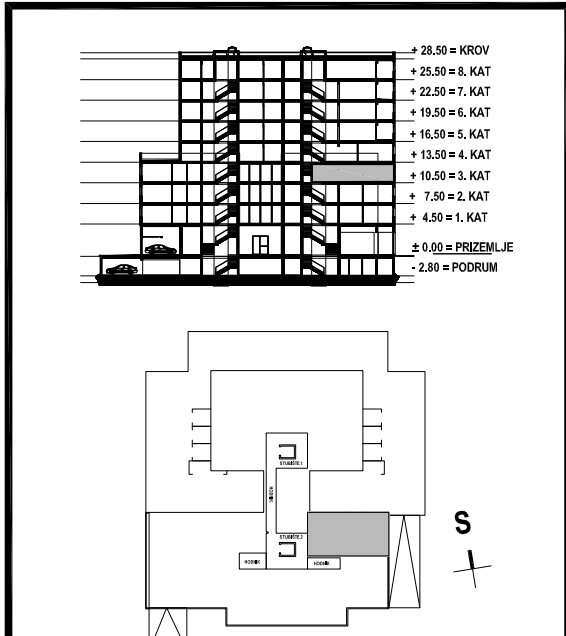 + 28.50 = KROV
+ 25.50 = 8. KAT
+ 22.50 = 7. KAT
+ 19.50 = 6. KAT
+ 16.50 = 5. KAT
+ 13.50 = 4. KAT
+ 10.50 = 3. KAT
+ 7.50 = 2. KAT
+ 4.50 = 1. KAT
± 0.00 = PRIZEMLJE
- 2.80 = PODRUM
STUBIŠTE 1
HODNIK
STUBIŠTE 2
HODNIK
HODNIK
S